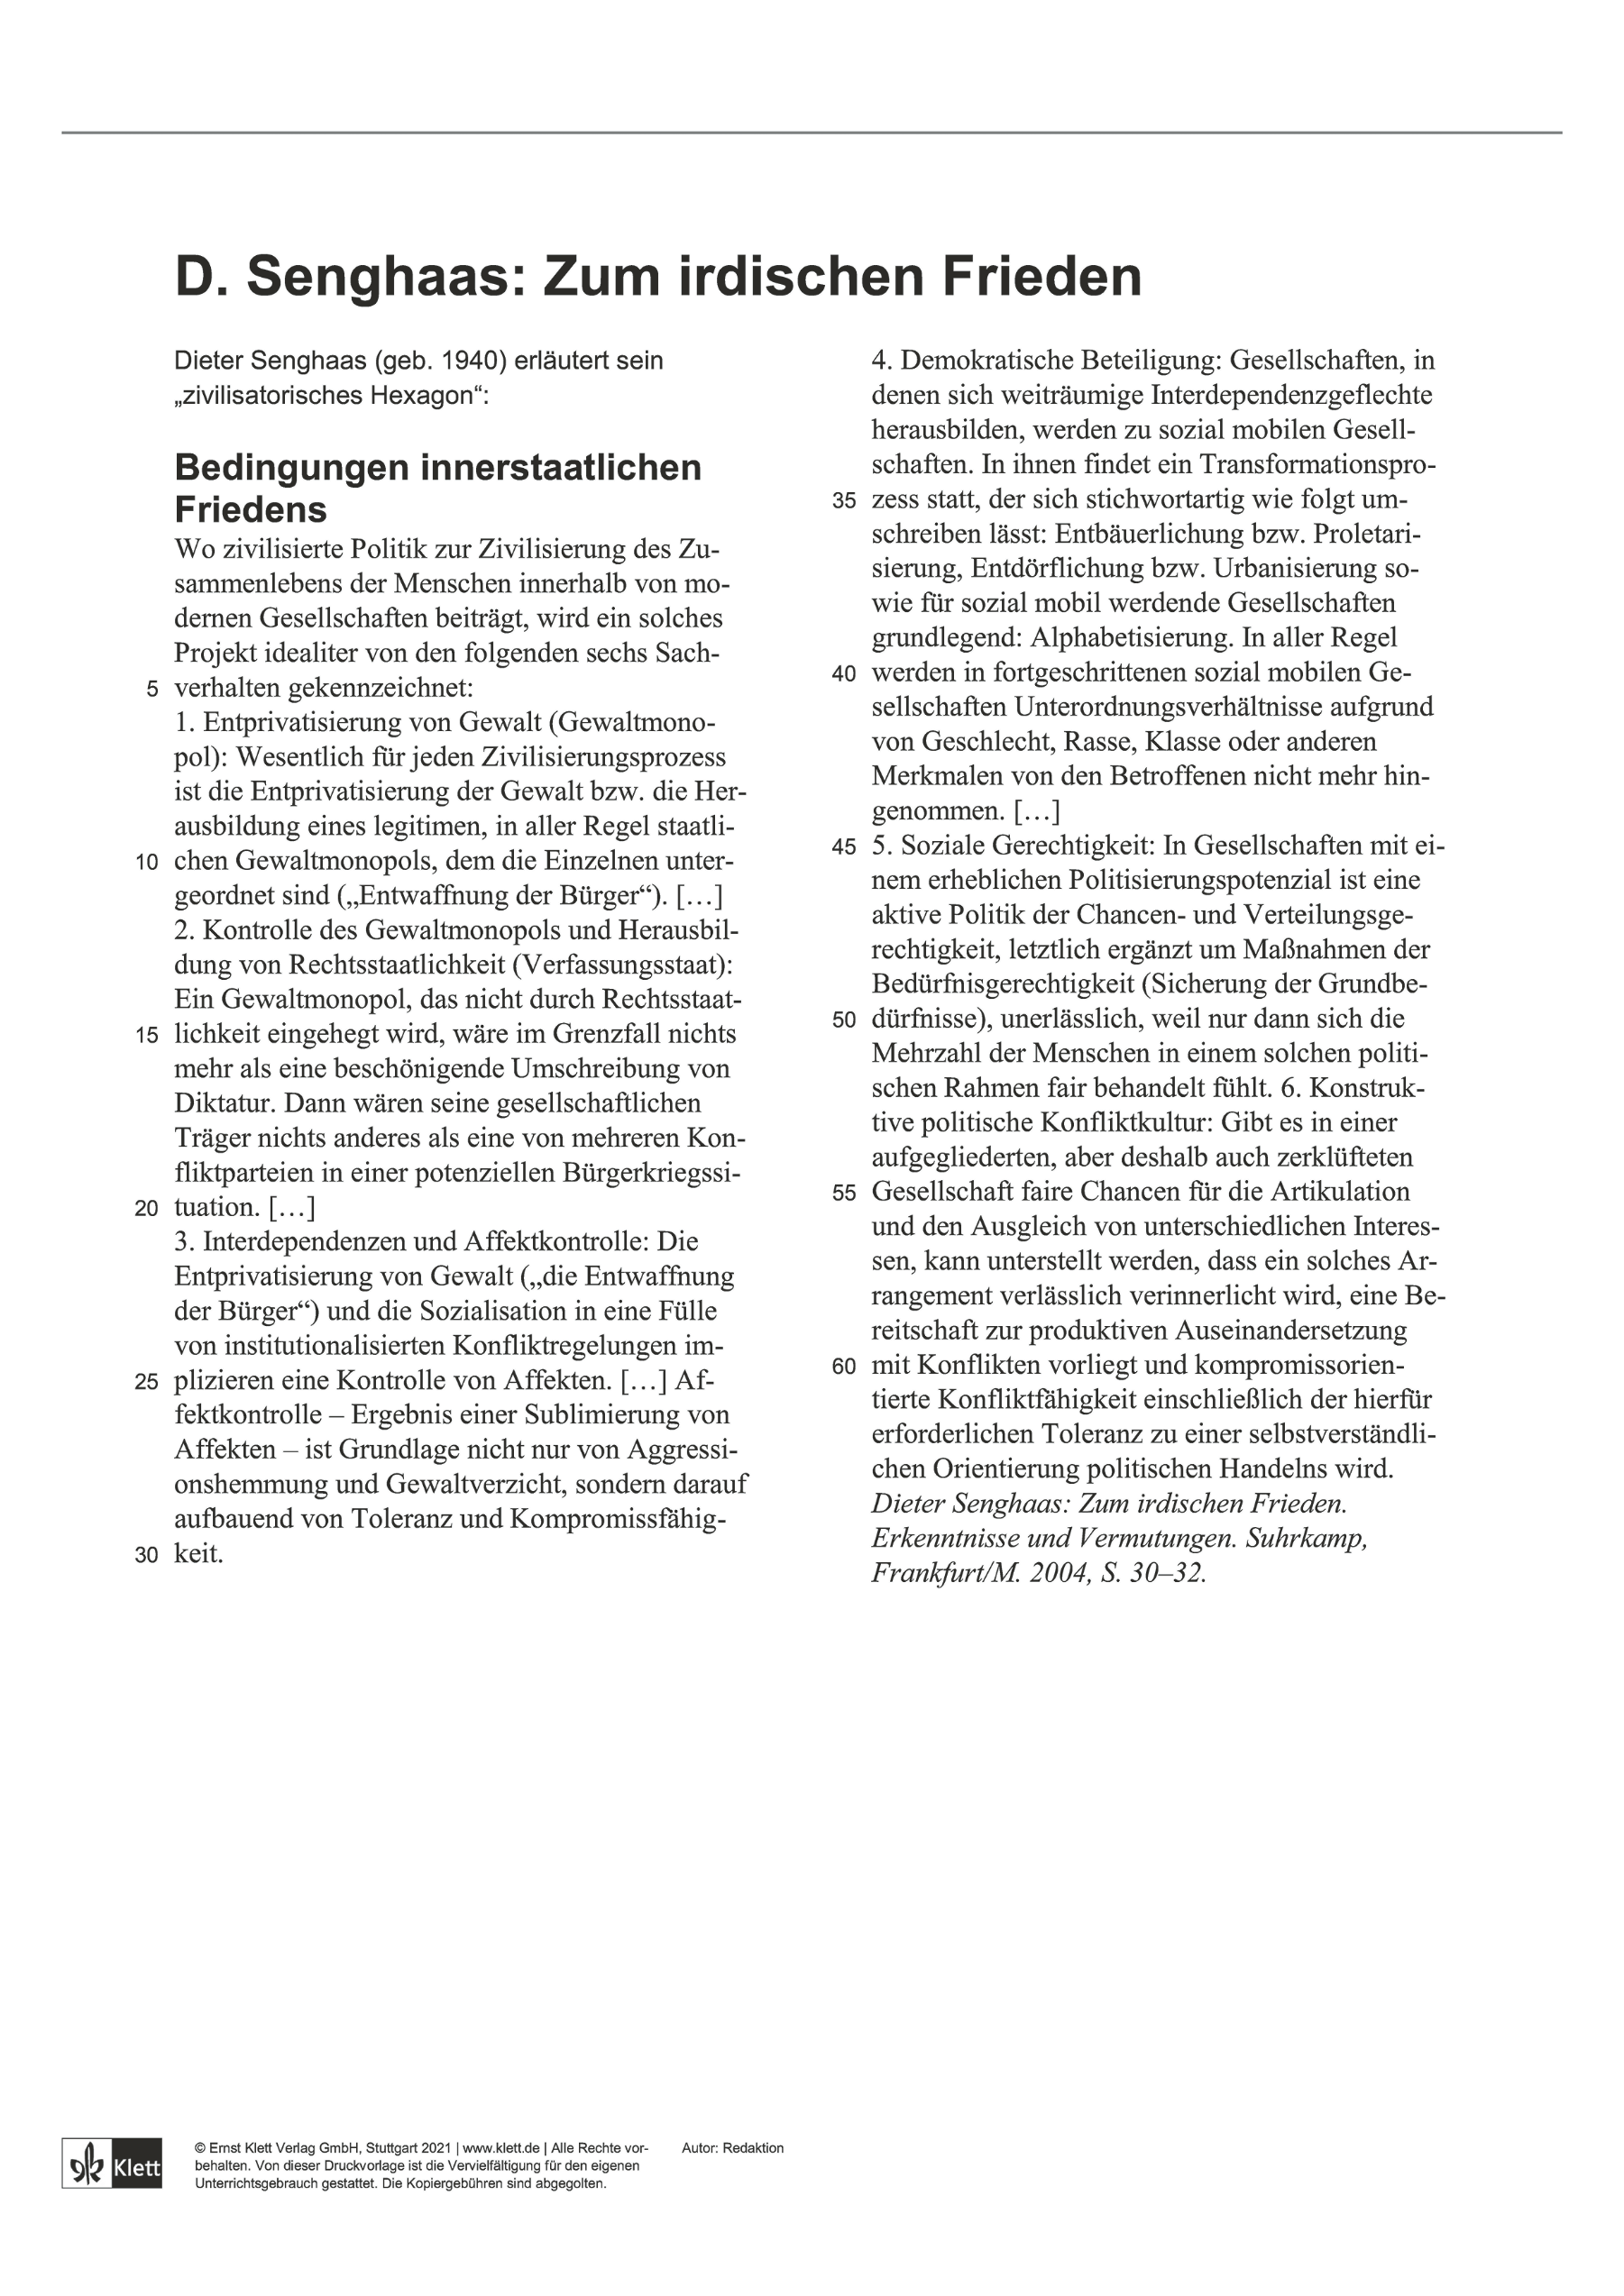 D. Senghaas: Zum irdischen Frieden
Dieter Senghaas (geb. 1940) erläutert sein
„zivilisatorisches Hexagon“:
Bedingungen innerstaatlichen
Friedens
Wo zivilisierte Politik zur Zivilisierung des Zu-
sammenlebens der Menschen innerhalb von mo-
dernen Gesellschaften beiträgt, wird ein solches
Projekt idealiter von den folgenden sechs Sach-
5 verhalten gekennzeichnet:
1. Entprivatisierung von Gewalt (Gewaltmono-
pol): Wesentlich für jeden Zivilisierungsprozess
ist die Entprivatisierung der Gewalt bzw. die Her-
ausbildung eines legitimen, in aller Regel staatli-
10 chen Gewaltmonopols, dem die Einzelnen unter-
geordnet sind („Entwaffnung der Bürger“). […]
2. Kontrolle des Gewaltmonopols und Herausbil-
dung von Rechtsstaatlichkeit (Verfassungsstaat):
Ein Gewaltmonopol, das nicht durch Rechtsstaat-
15 lichkeit eingehegt wird, wäre im Grenzfall nichts
mehr als eine beschönigende Umschreibung von
Diktatur. Dann wären seine gesellschaftlichen
Träger nichts anderes als eine von mehreren Kon-
fliktparteien in einer potenziellen Bürgerkriegssi-
20 tuation. […]
3. Interdependenzen und Affektkontrolle: Die
Entprivatisierung von Gewalt („die Entwaffnung
der Bürger“) und die Sozialisation in eine Fülle
von institutionalisierten Konfliktregelungen im-
25 plizieren eine Kontrolle von Affekten. […] Af-
fektkontrolle – Ergebnis einer Sublimierung von
Affekten – ist Grundlage nicht nur von Aggressi-
onshemmung und Gewaltverzicht, sondern darauf
aufbauend von Toleranz und Kompromissfähig-
30 keit.
4. Demokratische Beteiligung: Gesellschaften, in
denen sich weiträumige Interdependenzgeflechte
herausbilden, werden zu sozial mobilen Gesell-
schaften. In ihnen findet ein Transformationspro-
35 zess statt, der sich stichwortartig wie folgt um-
schreiben lässt: Entbäuerlichung bzw. Proletari-
sierung, Entdörflichung bzw. Urbanisierung so-
wie für sozial mobil werdende Gesellschaften
grundlegend: Alphabetisierung. In aller Regel
40 werden in fortgeschrittenen sozial mobilen Ge-
sellschaften Unterordnungsverhältnisse aufgrund
von Geschlecht, Rasse, Klasse oder anderen
Merkmalen von den Betroffenen nicht mehr hin-
genommen. […]
45 5. Soziale Gerechtigkeit: In Gesellschaften mit ei-
nem erheblichen Politisierungspotenzial ist eine
aktive Politik der Chancen- und Verteilungsge-
rechtigkeit, letztlich ergänzt um Maßnahmen der
Bedürfnisgerechtigkeit (Sicherung der Grundbe-
50 dürfnisse), unerlässlich, weil nur dann sich die
Mehrzahl der Menschen in einem solchen politi-
schen Rahmen fair behandelt fühlt. 6. Konstruk-
tive politische Konfliktkultur: Gibt es in einer
aufgegliederten, aber deshalb auch zerklüfteten
55 Gesellschaft faire Chancen für die Artikulation
und den Ausgleich von unterschiedlichen Interes-
sen, kann unterstellt werden, dass ein solches Ar-
rangement verlässlich verinnerlicht wird, eine Be-
reitschaft zur produktiven Auseinandersetzung
60 mit Konflikten vorliegt und kompromissorien-
tierte Konfliktfähigkeit einschließlich der hierfür
erforderlichen Toleranz zu einer selbstverständli-
chen Orientierung politischen Handelns wird.
Dieter Senghaas: Zum irdischen Frieden.
Erkenntnisse und Vermutungen. Suhrkamp,
Frankfurt/M. 2004, S. 30–32.
Klett
© Ernst Klett Verlag GmbH, Stuttgart 2021 | www.klett.de | Alle Rechte vor-
behalten. Von dieser Druckvorlage ist die Vervielfältigung für den eigenen
Unterrichtsgebrauch gestattet. Die Kopiergebühren sind abgegolten.
Autor: Redaktion